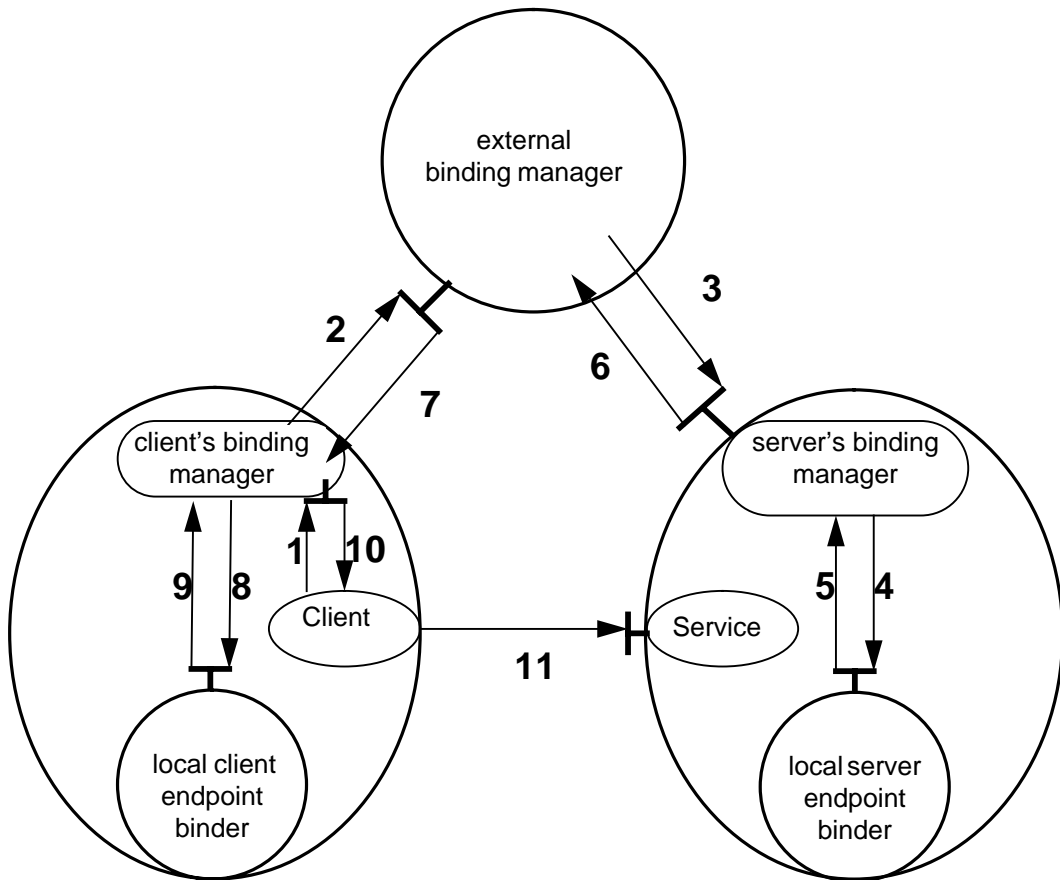 external
binding manager
3
2
6
7
client's binding
manager
server's binding
manager
1
10
9
8
5
4
Client
Service
11
local client
endpoint
binder
local server
endpoint
binder